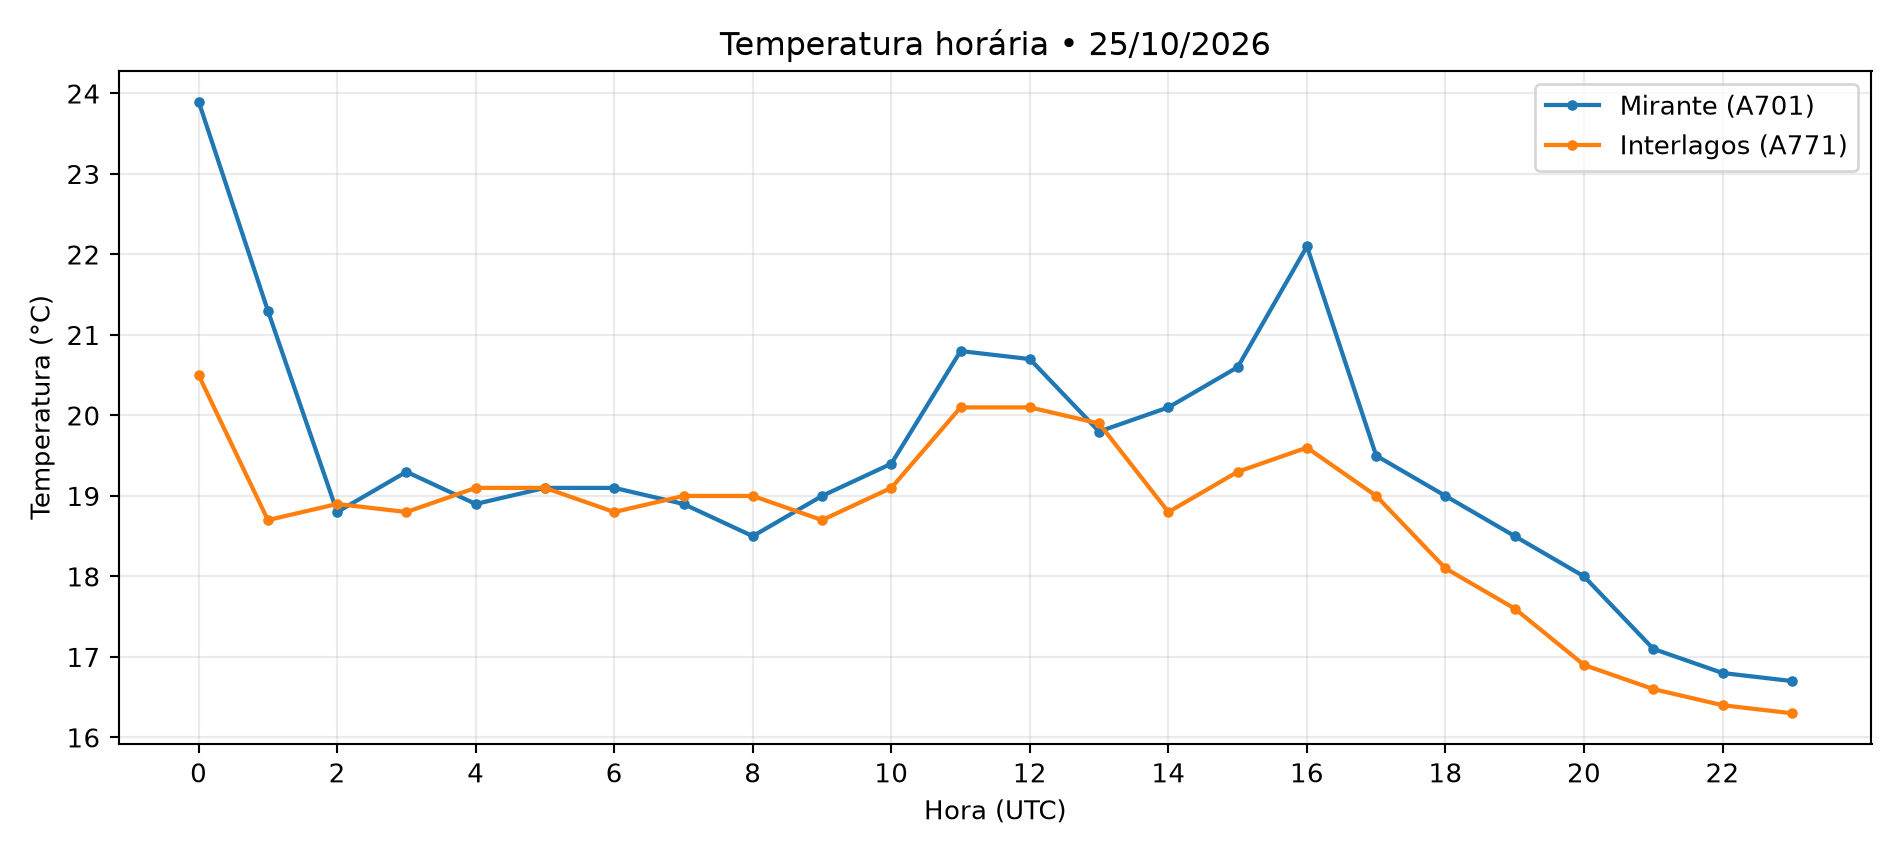 Temperatura horária • 25/10/2026
Mirante (A701)
Interlagos (A771)
Temperatura (°C)
24
23
22
21
20
19
18
17
16
0 2 4 6 8 10 12 14 16 18 20 22
Hora (UTC)